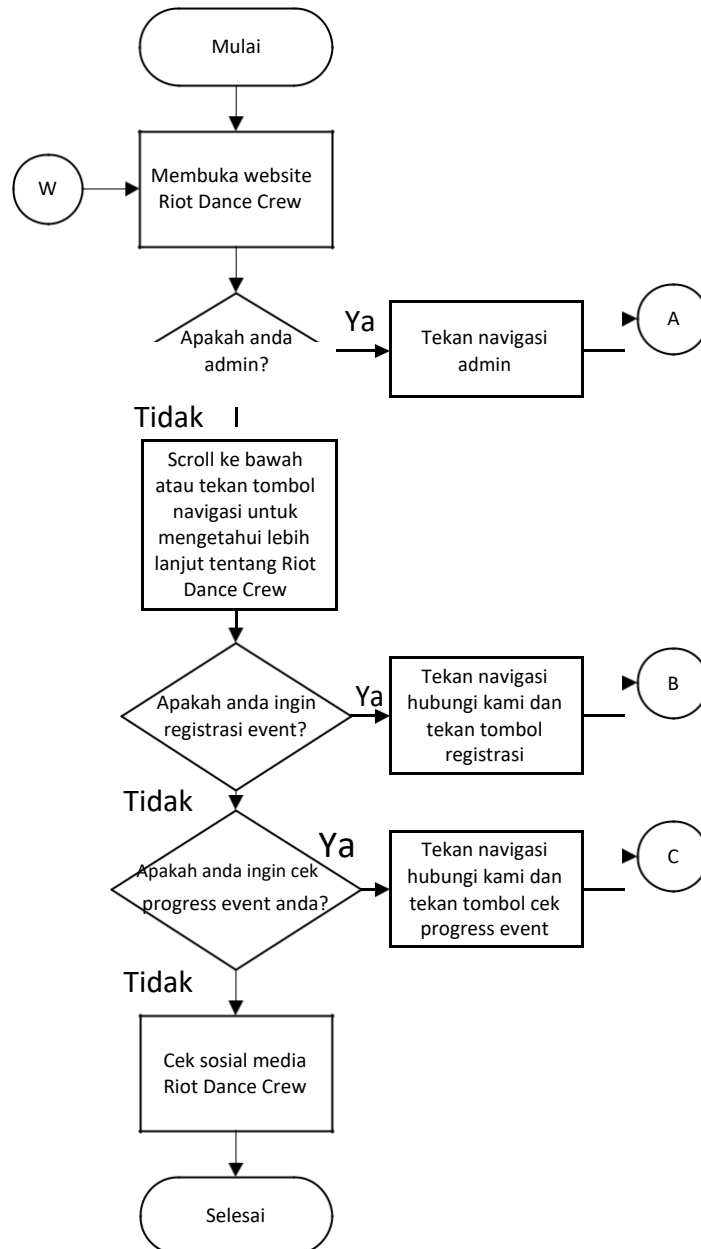 Mulai
W
Membuka website
Riot Dance Crew
Apakah anda
admin?
Ya
Tekan navigasi
admin
A
Tidak
Scroll ke bawah
atau tekan tombol
navigasi untuk
mengetahui lebih
lanjut tentang Riot
Dance Crew
Apakah anda ingin
registrasi event?
Ya
Tekan navigasi
hubungi kami dan
tekan tombol
registrasi
B
Tidak
Apakah anda ingin cek
progress event anda?
Ya
Tekan navigasi
hubungi kami dan
tekan tombol cek
progress event
C
Tidak
Cek sosial media
Riot Dance Crew
Selesai